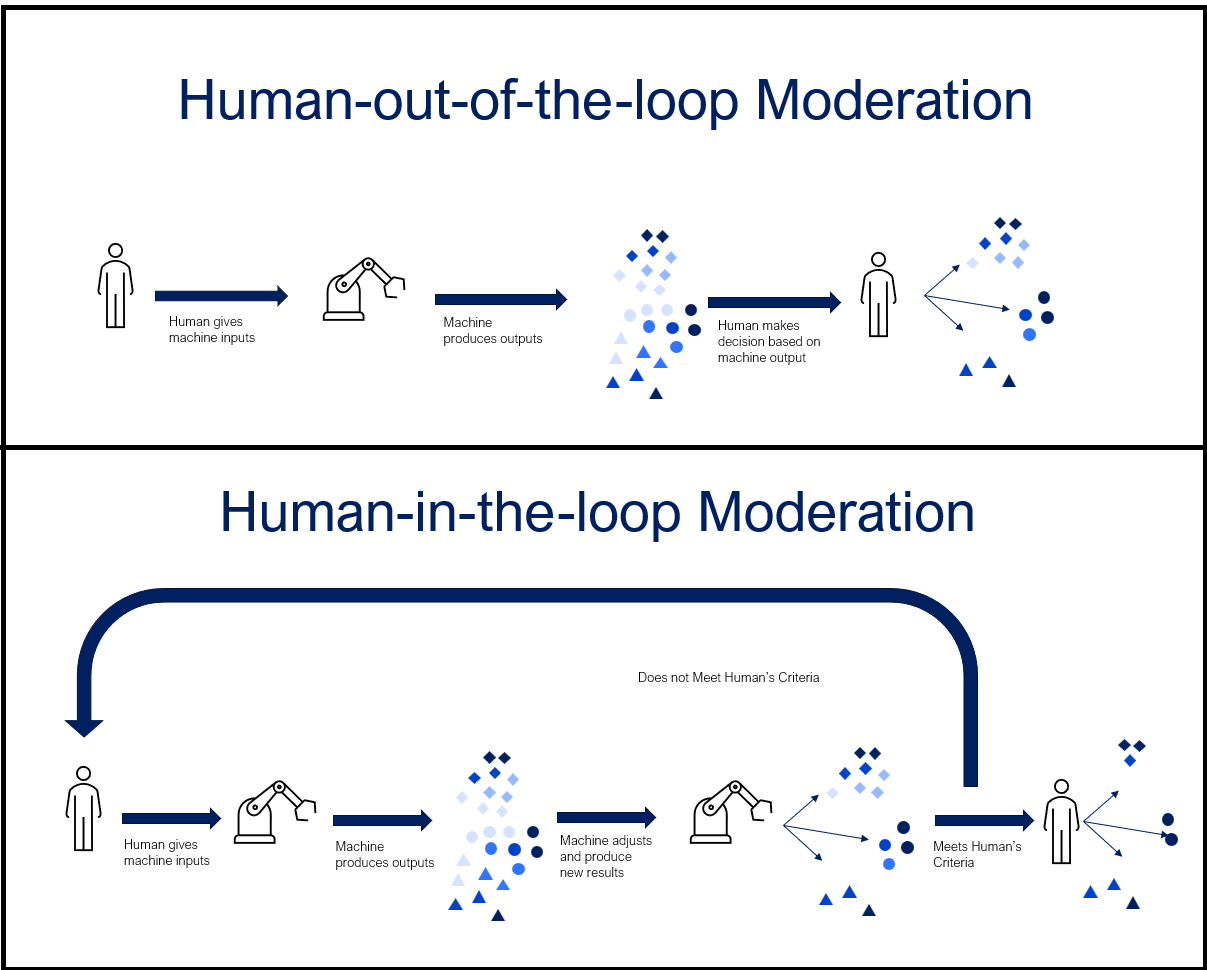 Human-out-of-the-loop Moderation
Human gives
machine inputs
Machine
produces outputs
Human makes
decision based on
machine output
Human-in-the-loop Moderation
Does not Meet Human's Criteria
Human gives
machine inputs
Machine
produces outputs
Machine adjusts
and produce
new results
Meets Human's
Criteria